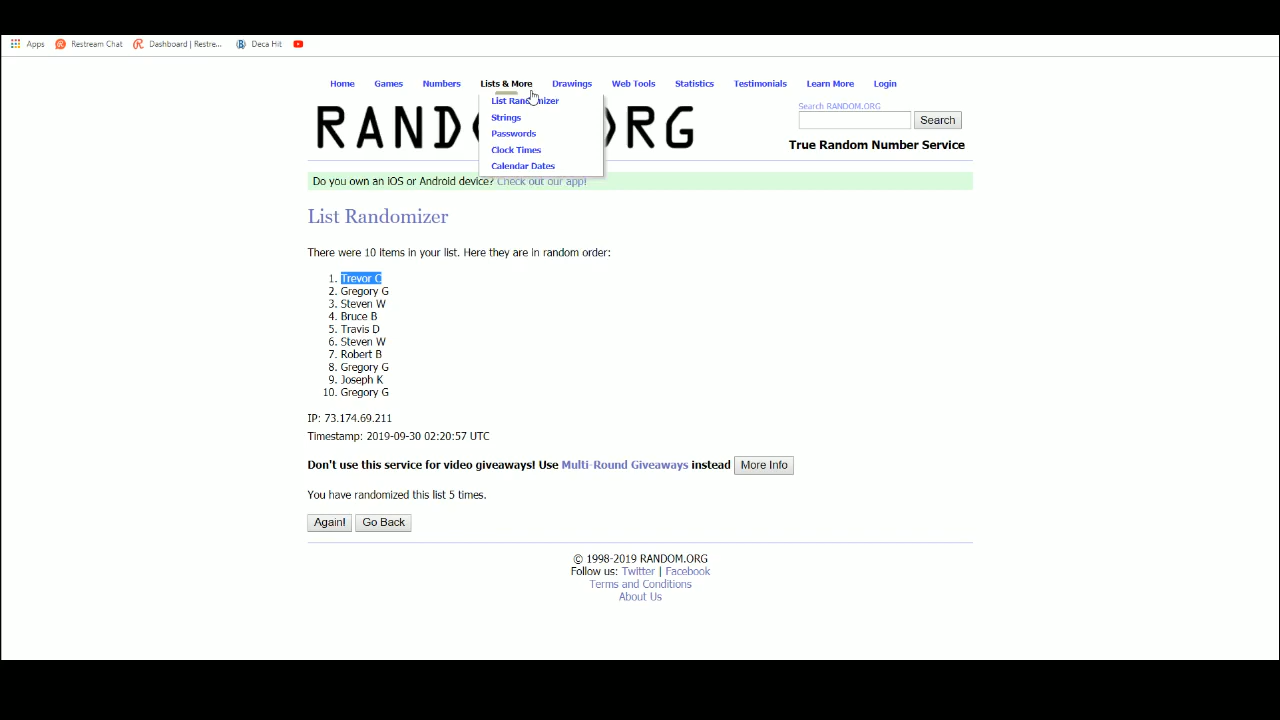 Apps Restream Chat Dashboard | Restre... Deca Hit
Home Games Numbers Lists & More Drawings Web Tools Statistics Testimonials Learn More Login
List Randomizer
Strings
Passwords
Clock Times
Calendar Dates
Search RANDOM.ORG
Search
True Random Number Service
Do you own an iOS or Android device? Check out our app!
List Randomizer
There were 10 items in your list. Here they are in random order:
1. Trevor C
2. Gregory G
3. Steven W
4. Bruce B
5. Travis D
6. Steven W
7. Robert B
8. Gregory G
9. Joseph K
10. Gregory G
IP: 73.174.69.211
Timestamp: 2019-09-30 02:20:57 UTC
Don't use this service for video giveaways! Use Multi-Round Giveaways instead More Info
You have randomized this list 5 times.
Again! Go Back
© 1998-2019 RANDOM.ORG
Follow us: Twitter | Facebook
Terms and Conditions
About Us